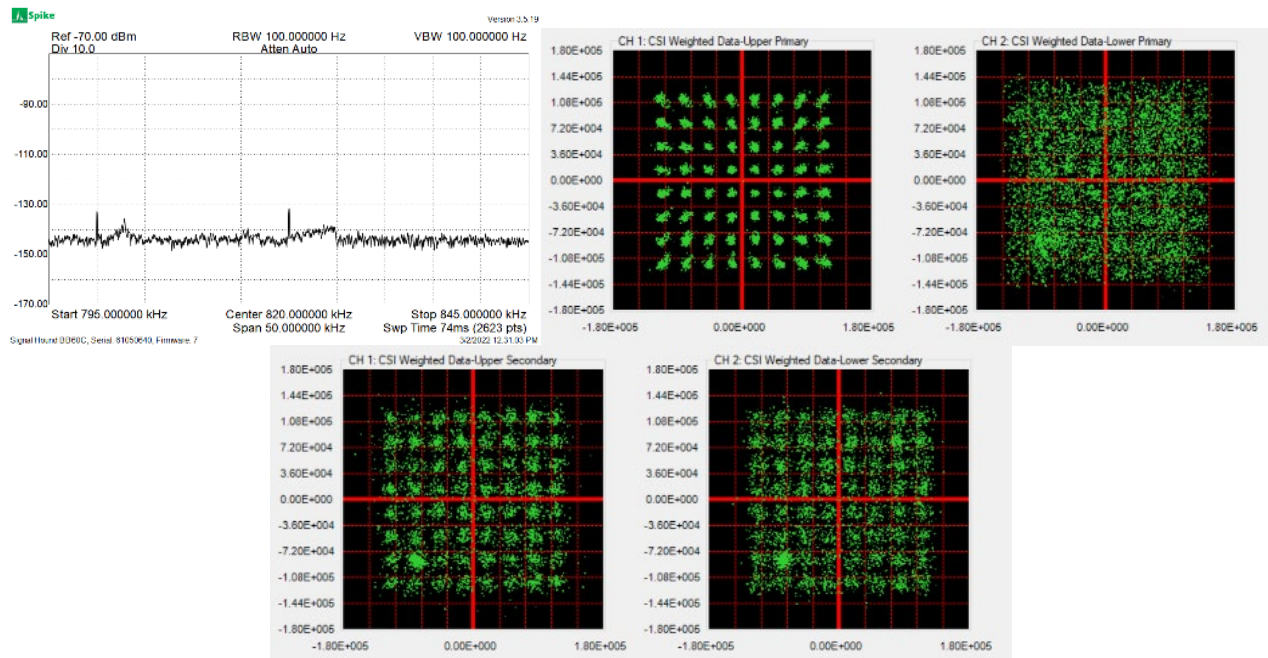 Spike
Version 3.5.19
Ref -70.00 dBm RBW 100.000000 Hz VBW 100.000000 Hz
Div 10.0 Atten Auto
-90.00
-110.00
-130.00
-150.00
-170.00
Start 795.000000 kHz Center 820.000000 kHz Stop 845.000000 kHz
Span 50.000000 kHz Swp Time 74ms (2623 pts)
Signal Hound BB60C, Serial: 61050640, Firmware: 7 3/2/2022 12:31:03 PM
CH 1: CSI Weighted Data-Upper Primary
1.80E+005
1.44E+005
1.08E+005
7.20E+004
3.60E+004
0.00E+000
-3.60E+004
-7.20E+004
-1.08E+005
-1.44E+005
-1.80E+005
-1.80E+005 0.00E+000 1.80E+005
CH 2: CSI Weighted Data-Lower Primary
1.80E+005
1.44E+005
1.08E+005
7.20E+004
3.60E+004
0.00E+000
-3.60E+004
-7.20E+004
-1.08E+005
-1.44E+005
-1.80E+005
-1.80E+005 0.00E+000 1.80E+005
CH 1: CSI Weighted Data-Upper Secondary
1.80E+005
1.44E+005
1.08E+005
7.20E+004
3.60E+004
0.00E+000
-3.60E+004
-7.20E+004
-1.08E+005
-1.44E+005
-1.80E+005
-1.80E+005 0.00E+000 1.80E+005
CH 2: CSI Weighted Data-Lower Secondary
1.80E+005
1.44E+005
1.08E+005
7.20E+004
3.60E+004
0.00E+000
-3.60E+004
-7.20E+004
-1.08E+005
-1.44E+005
-1.80E+005
-1.80E+005 0.00E+000 1.80E+005